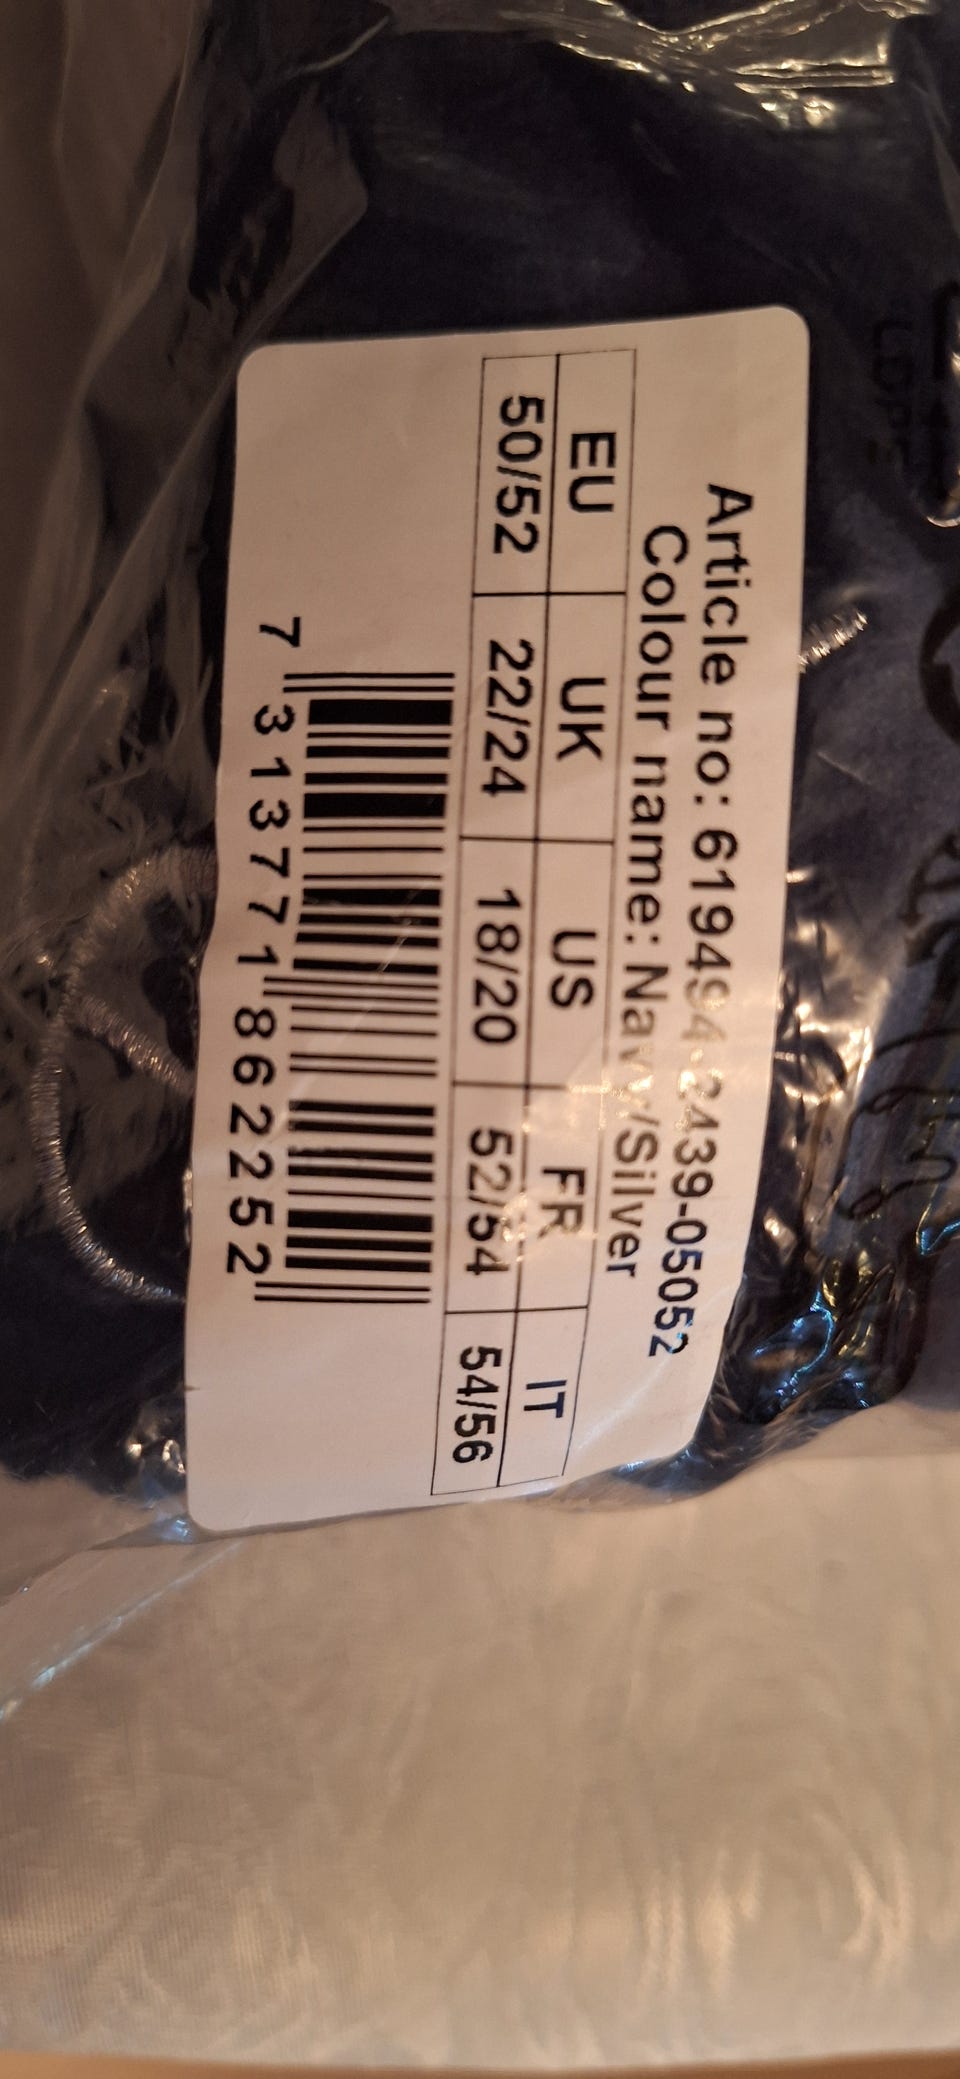 Article no: 619494-2439-05052
Colour name: Navy/Silver
EU UK US FR IT
50/52 22/24 18/20 52/54 54/56
7 313771 862252
LDPE